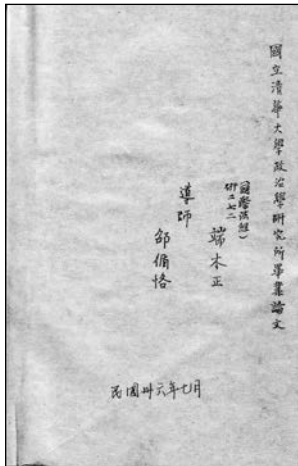 國立清華大學政治學研究所畢業論文
國際法組）
研二七二
端木正
導師
邵循恪
民國卅六年七月